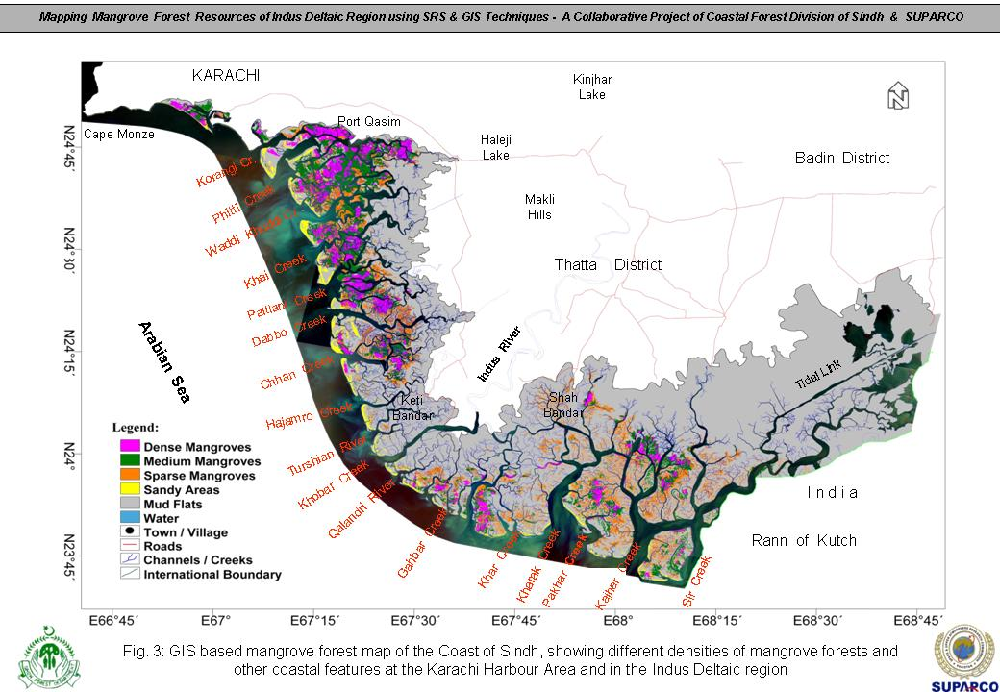 Mapping Mangrove Forest Resources of Indus Deltaic Region using SRS & GIS Techniques - A Collaborative Project of Coastal Forest Division of Sindh & SUPARCO
KARACHI
Kinjhar
Lake
N
Cape Monze
Port Qasim
Haleji
Lake
Badin District
Makli
Hills
Thatta District
Korangi Cr.
Phitti Creek
Waddi Khuddi Cr.
Khai Creek
Paitiani Creek
Dabbo Creek
Chhan Creek
Hajamro Creek
Turshian River
Khobar Creek
Qalandri River
Gahbar Creek
Khar Creek
Kharak Creek
Pakhar Creek
Kajhar Creek
Sir Creek
Arabian Sea
Indus River
Keti
Bandar
Shah
Bandar
Tidal Link
India
Rann of Kutch
N24°45´
N24°30´
N24°15´
N24°
N23°45´
Legend:
Dense Mangroves
Medium Mangroves
Sparse Mangroves
Sandy Areas
Mud Flats
Water
Town / Village
Roads
Channels / Creeks
International Boundary
E66°45´ E67° E67°15´ E67°30´ E67°45´ E68° E68°15´ E68°30´ E68°45´
Fig. 3: GIS based mangrove forest map of the Coast of Sindh, showing different densities of mangrove forests and
other coastal features at the Karachi Harbour Area and in the Indus Deltaic region
SUPARCO